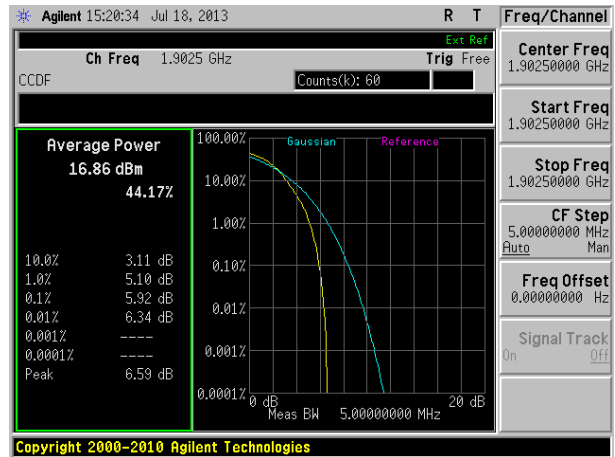 Agilent 15:20:34 Jul 18, 2013 R T
Freq/Channel
Ext Ref
Ch Freq 1.9025 GHz Trig Free
CCDF Counts(k): 60
Center Freq
1.90250000 GHz
Start Freq
1.90250000 GHz
Stop Freq
1.90250000 GHz
CF Step
5.00000000 MHz
Auto Man
Freq Offset
0.00000000 Hz
Signal Track
On Off
Average Power
16.86 dBm
44.17%
10.0% 3.11 dB
1.0% 5.10 dB
0.1% 5.92 dB
0.01% 6.34 dB
0.001% ----
0.0001% ----
Peak 6.59 dB
Gaussian Reference
100.00%
10.00%
1.00%
0.10%
0.01%
0.001%
0.0001%
0 dB 20 dB
Meas BW 5.00000000 MHz
Copyright 2000-2010 Agilent Technologies